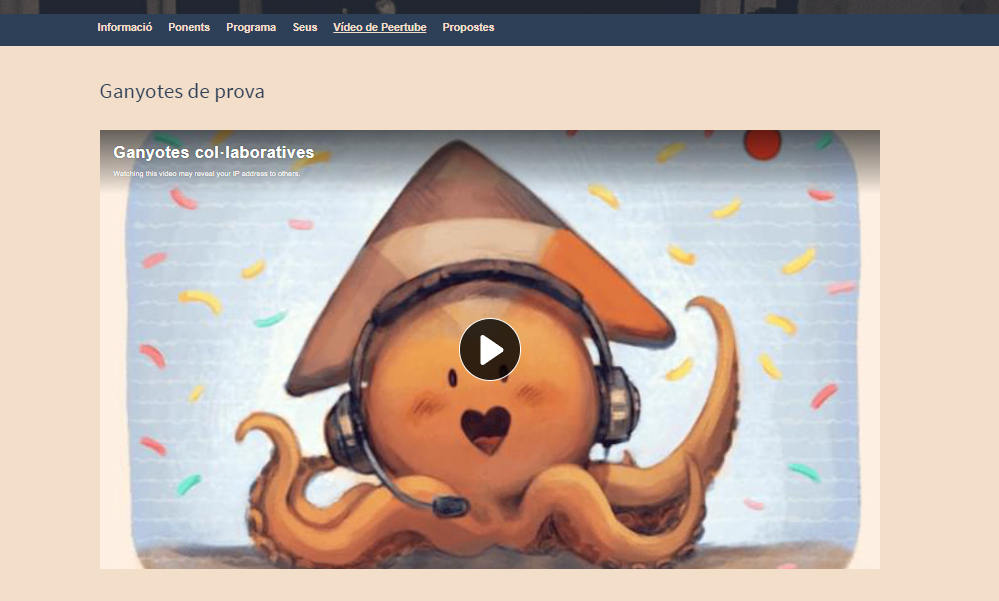 Informació Ponents Programa Seus Vídeo de Peertube Propostes
Ganyotes de prova
Ganyotes col·laboratives
Watching this video may reveal your IP address to others.